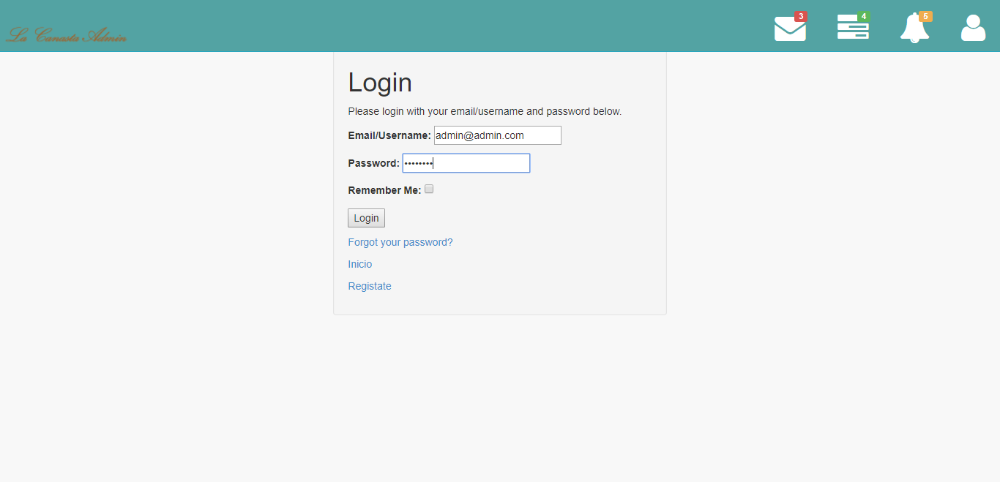 La Canasta Admin
3
4
5
Login
Please login with your email/username and password below.
Email/Username: admin@admin.com
Password: ••••••••
Remember Me:
Login
Forgot your password?
Inicio
Registate